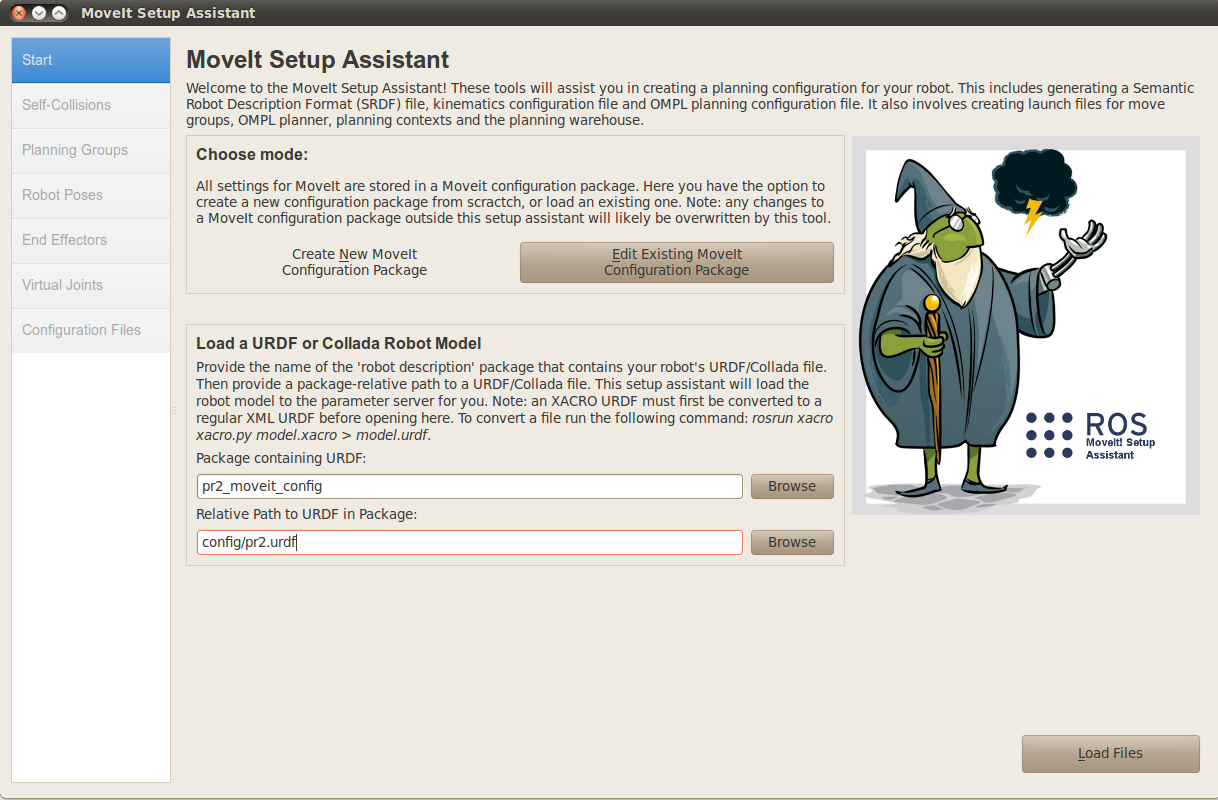 MoveIt Setup Assistant
Start
Self-Collisions
Planning Groups
Robot Poses
End Effectors
Virtual Joints
Configuration Files
MoveIt Setup Assistant
Welcome to the MoveIt Setup Assistant! These tools will assist you in creating a planning configuration for your robot. This includes generating a Semantic
Robot Description Format (SRDF) file, kinematics configuration file and OMPL planning configuration file. It also involves creating launch files for move
groups, OMPL planner, planning contexts and the planning warehouse.
Choose mode:
All settings for MoveIt are stored in a Moveit configuration package. Here you have the option to
create a new configuration package from scractch, or load an existing one. Note: any changes to
a MoveIt configuration package outside this setup assistant will likely be overwritten by this tool.
Create New MoveIt
Configuration Package
Edit Existing MoveIt
Configuration Package
Load a URDF or Collada Robot Model
Provide the name of the 'robot description' package that contains your robot's URDF/Collada file.
Then provide a package-relative path to a URDF/Collada file. This setup assistant will load the
robot model to the parameter server for you. Note: an XACRO URDF must first be converted to a
regular XML URDF before opening here. To convert a file run the following command: rosrun xacro
xacro.py model.xacro > model.urdf.
Package containing URDF:
pr2_moveit_config
Browse
Relative Path to URDF in Package:
config/pr2.urdf
Browse
ROS
MoveIt! Setup
Assistant
Load Files